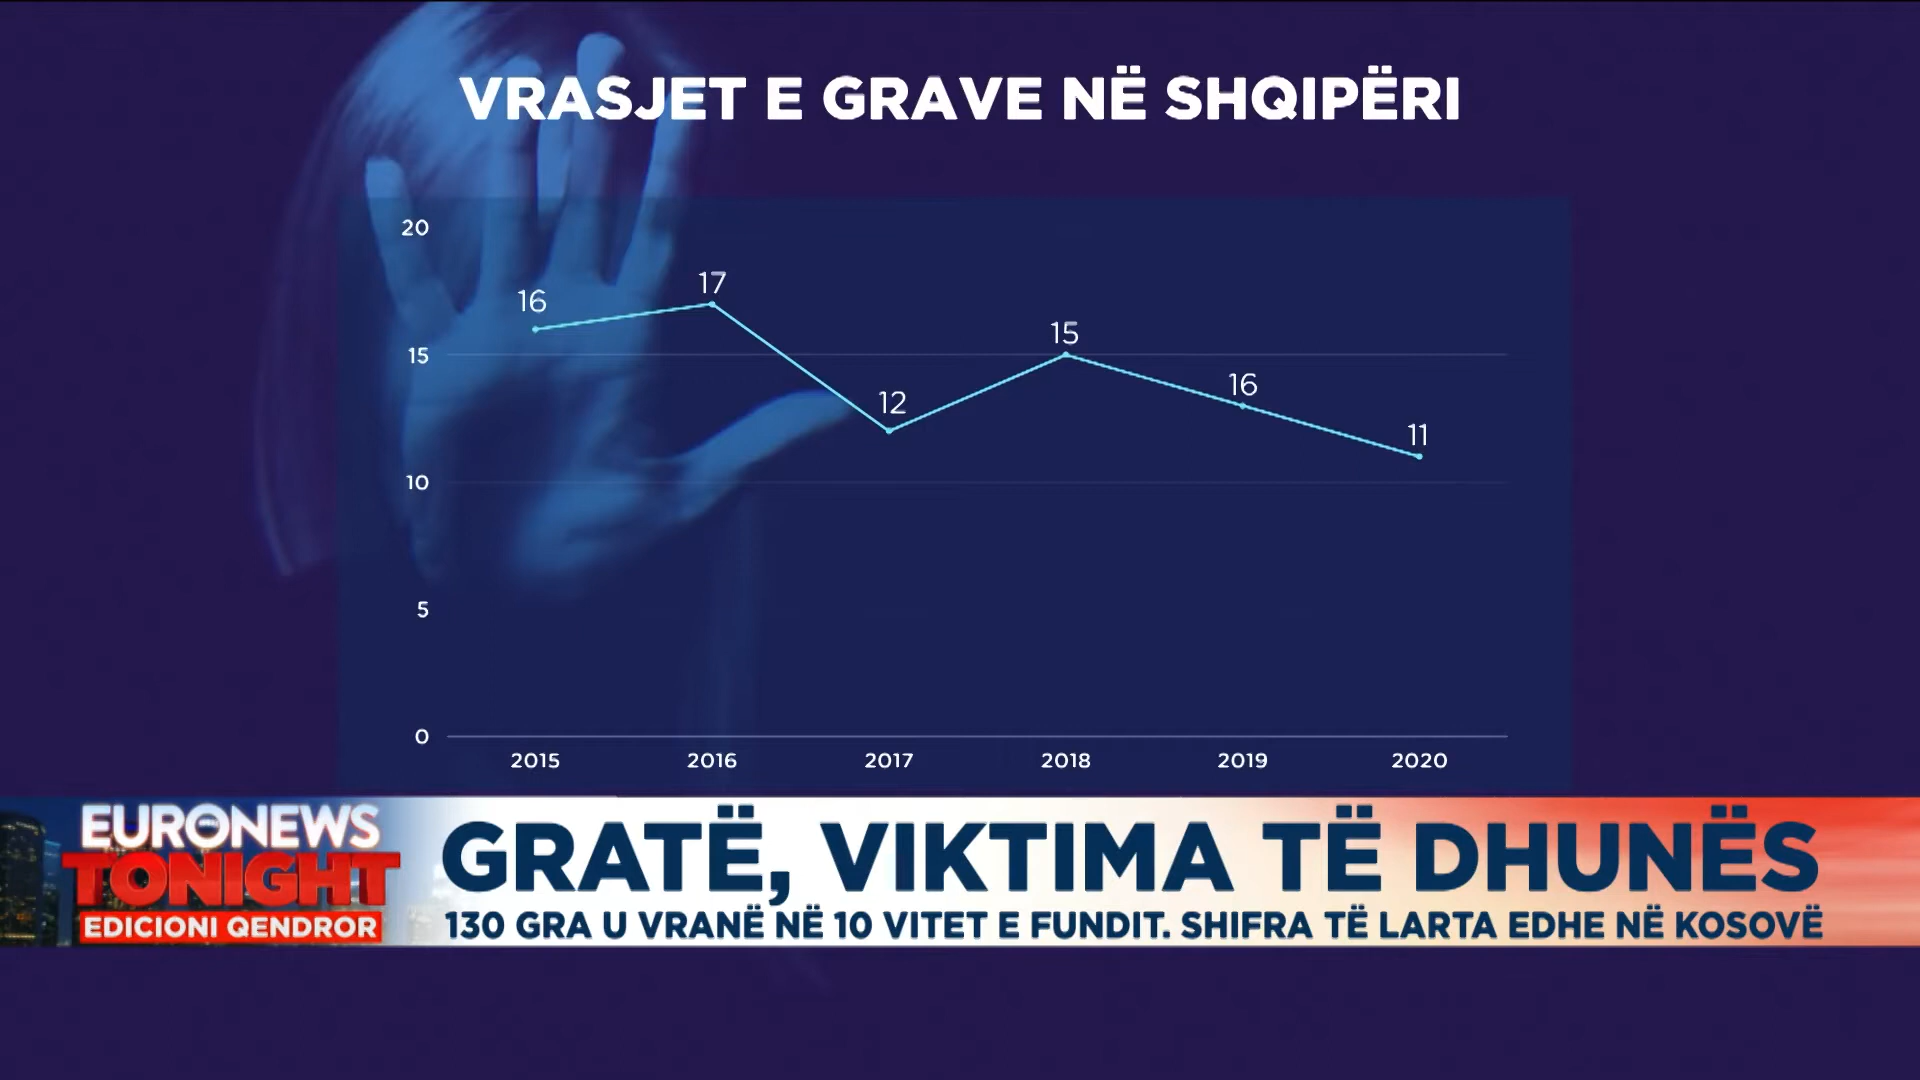 VRASJET E GRAVE NË SHQIPËRI
20
15
10
5
0
16
17
12
15
16
11
2015 2016 2017 2018 2019 2020
EURONEWS
TONIGHT
EDICIONI QENDROR
GRATË, VIKTIMA TË DHUNËS
130 GRA U VRANË NË 10 VITET E FUNDIT. SHIFRA TË LARTA EDHE NË KOSOVË